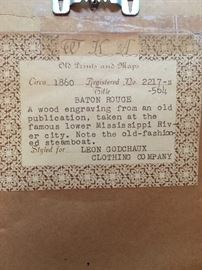 Old Prints and Maps
Circa 1860 Registered No 2217-s
Title -564
BATON ROUGE
A wood engraving from an old
publication, taken at the
famous lower Mississippi Riv-
er city. Note the old-fashion
ed steamboat.
Styled for LEON GODCHAUX
CLOTHING COMPANY